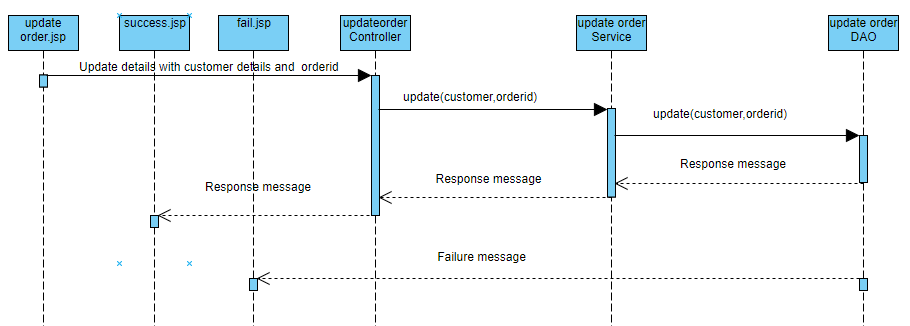 update
order.jsp
success.jsp
fail.jsp
updateorder
Controller
update order
Service
update order
DAO
Update details with customer details and orderid
update(customer,orderid)
update(customer,orderid)
Response message
Response message
Response message
Failure message